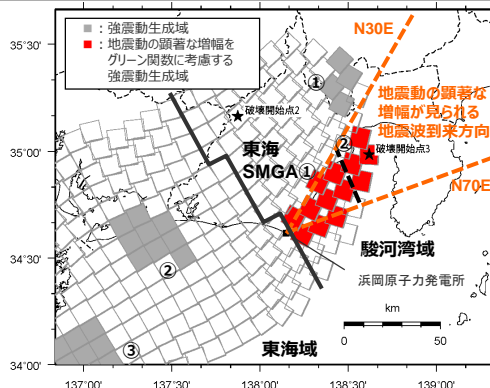 ■：強震動生成域
■：地震動の顕著な増幅を
グリーン関数に考慮する
強震動生成域
N30E
35°30'
①
地震動の顕著な
増幅が見られる
地震波到来方向
★破壊開始点2
35°00'
②
★破壊開始点3
東海
SMGA①
N70E
駿河湾域
34°30'
②
浜岡原子力発電所
km
0 50
③
東海域
34°00'
137°00' 137°30' 138°00' 138°30' 139°00'